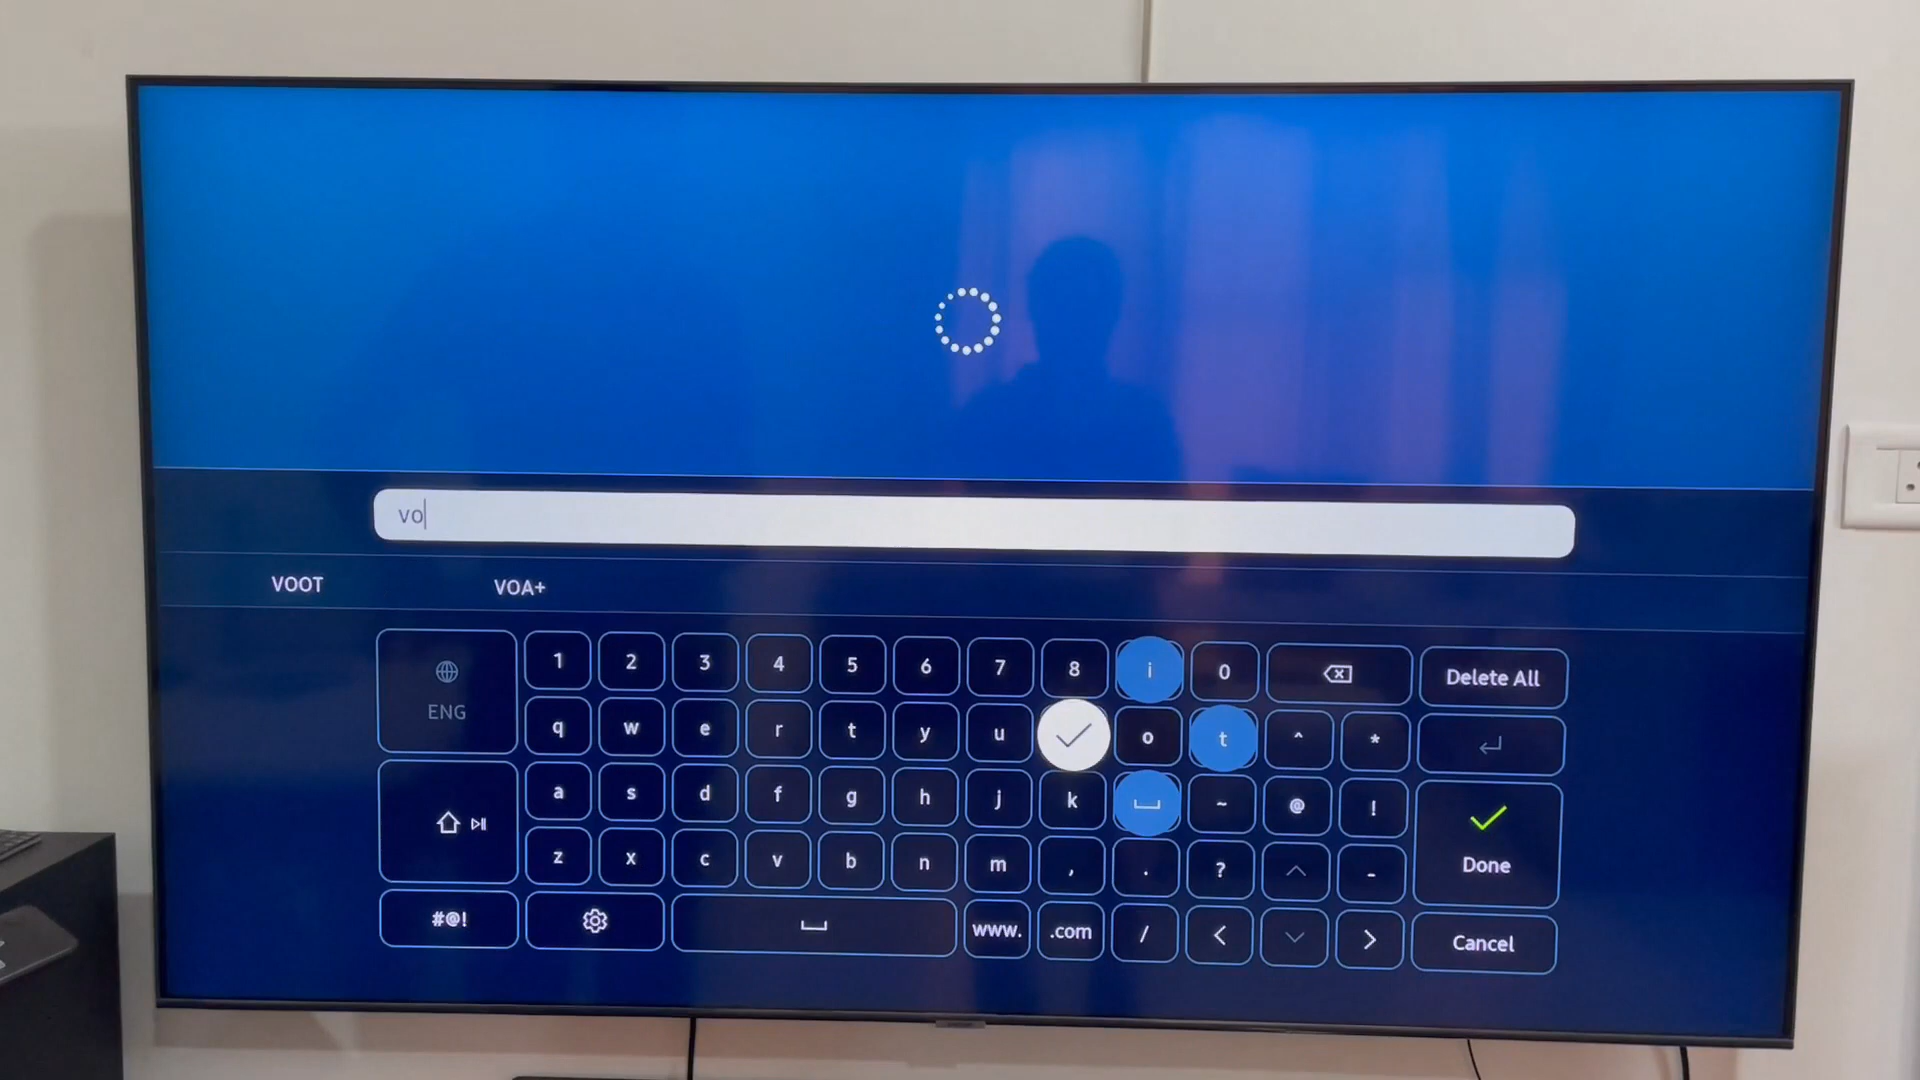 vo
VOOT VOA+
1 2 3 4 5 6 7 8 i 0 Delete All
ENG
q w e r t y u o t ^ *
a s d f g h j k ~ @ !
z x c v b n m , . ? -
Done
#@! www. .com / < > Cancel